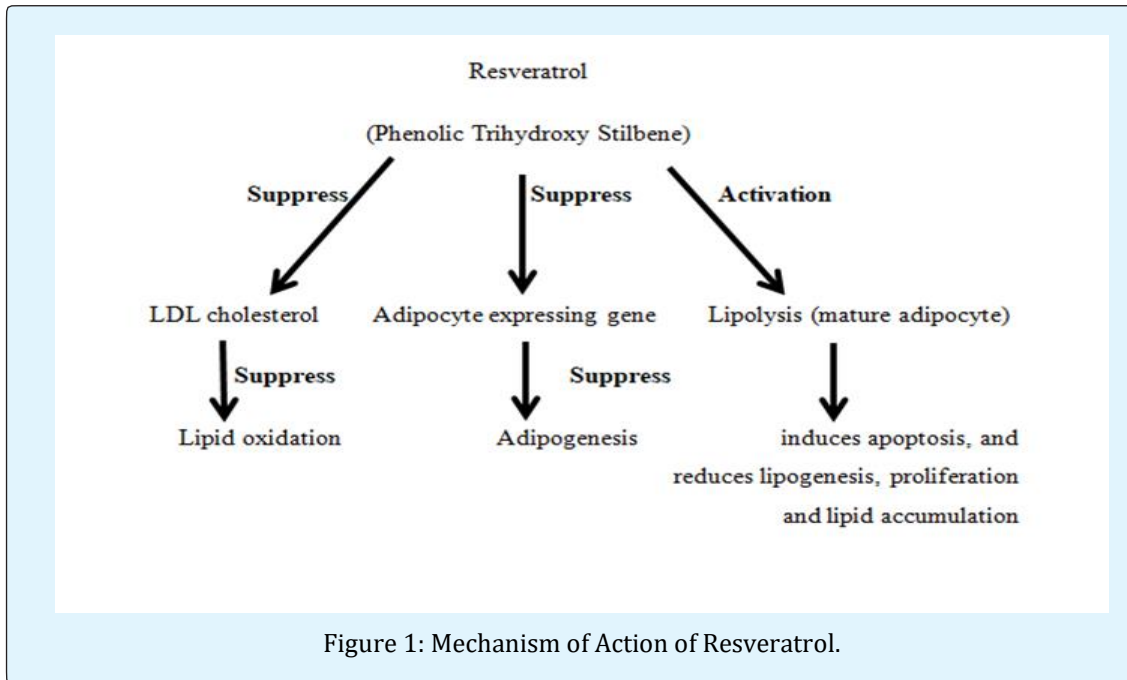 Resveratrol
(Phenolic Trihydroxy Stilbene)
Suppress Suppress Activation
LDL cholesterol Adipocyte expressing gene Lipolysis (mature adipocyte)
Suppress Suppress
Lipid oxidation Adipogenesis induces apoptosis, and
reduces lipogenesis, proliferation
and lipid accumulation
Figure 1: Mechanism of Action of Resveratrol.